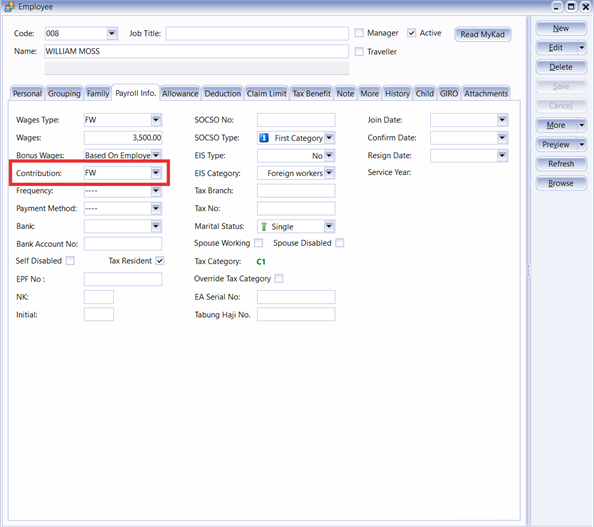 Employee
Code: 008 Job Title: Manager Active Read MyKad
Name: WILLIAM MOSS Traveller
Personal Grouping Family Payroll Info. Allowance Deduction Claim Limit Tax Benefit Note More History Child GIRO Attachments
Wages Type: FW SOCSO No: Join Date:
Wages: 3,500.00 SOCSO Type: 1 First Category Confirm Date:
Bonus Wages: Based On Employe EIS Type: No Resign Date:
Contribution: FW EIS Category: Foreign workers Service Year:
Frequency: ---- Tax Branch:
Payment Method: ---- Tax No:
Bank: Marital Status: Single
Bank Account No: Spouse Working Spouse Disabled
Self Disabled Tax Resident Tax Category: C1
EPF No : Override Tax Category
NK: EA Serial No:
Initial: Tabung Haji No.
New
Edit
Delete
Save
Cancel
More
Preview
Refresh
Browse